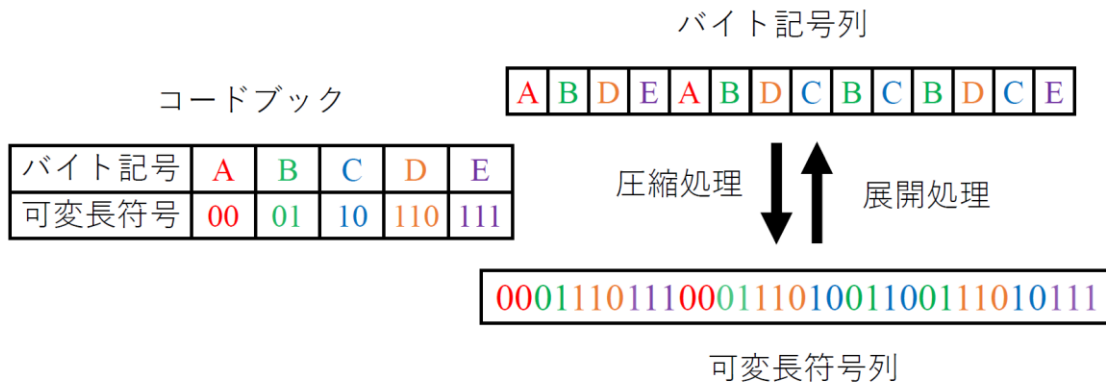 バイト記号列
A B D E A B D C B C B D C E
コードブック
バイト記号 A B C D E
可変長符号 00 01 10 110 111
圧縮処理
展開処理
000111011100011101001100111010111
可変長符号列